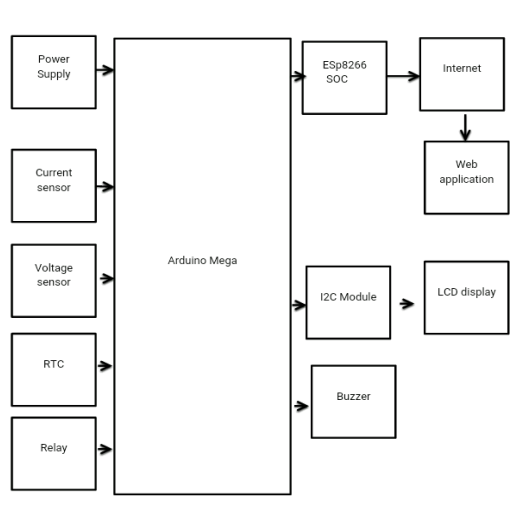 Power
Supply
Current
sensor
Voltage
sensor
RTC
Relay
Arduino Mega
ESp8266
SOC
Internet
Web
application
I2C Module
LCD display
Buzzer